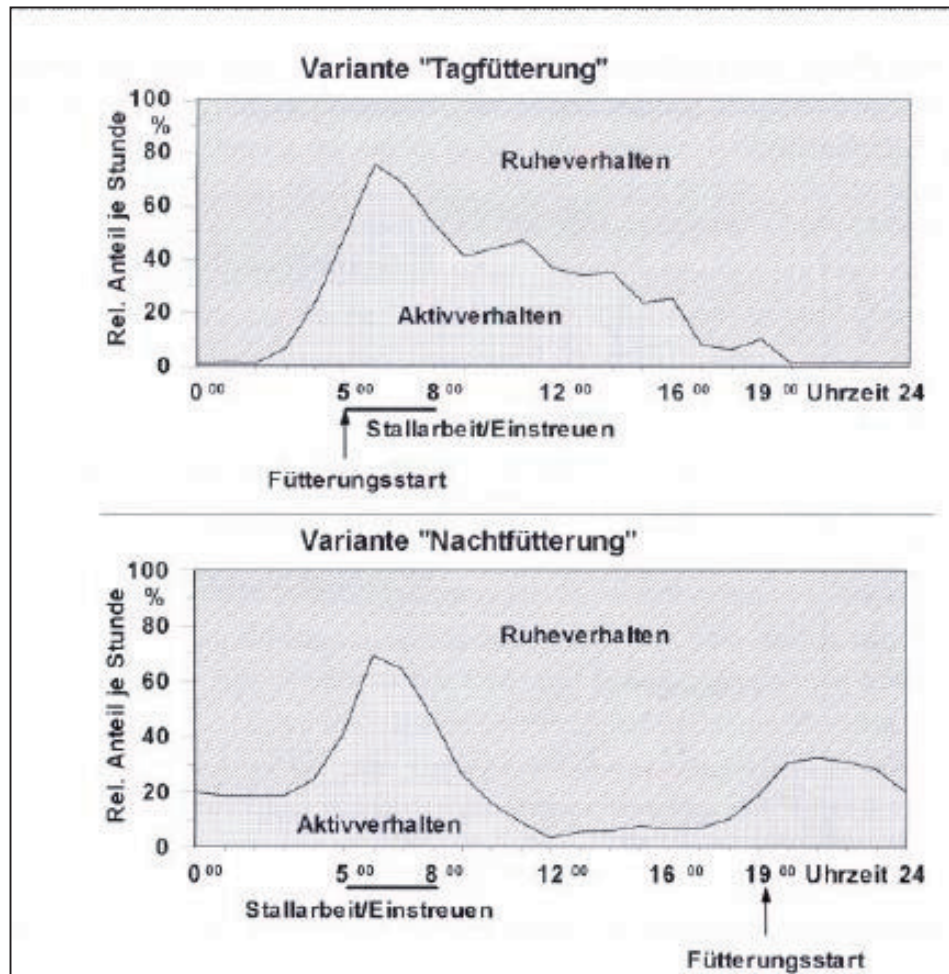 Variante "Tagfütterung"
100
%
80
60
40
20
0
Rel. Anteil je Stunde
Ruheverhalten
Aktivverhalten
0 00 5 00 8 00 12 00 16 00 19 00 Uhrzeit 24
Stallarbeit/Einstreuen
Fütterungsstart
Variante "Nachtfütterung"
100
%
80
60
40
20
0
Rel. Anteil je Stunde
Ruheverhalten
Aktivverhalten
0 00 5 00 8 00 12 00 16 00 19 00 Uhrzeit 24
Stallarbeit/Einstreuen
Fütterungsstart